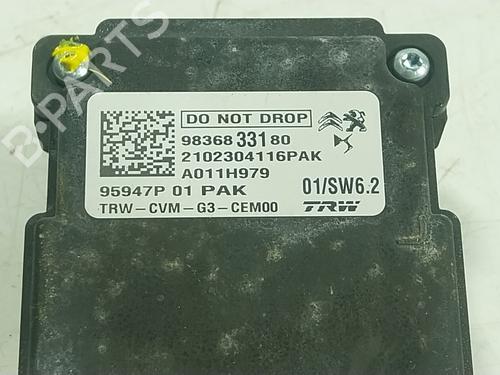 B-PARTS
DO NOT DROP
98368 331 80
2102304116PAK
A011H979
95947P 01 PAK
01/SW6.2
TRW-CVM-G3-CEM00
TRW